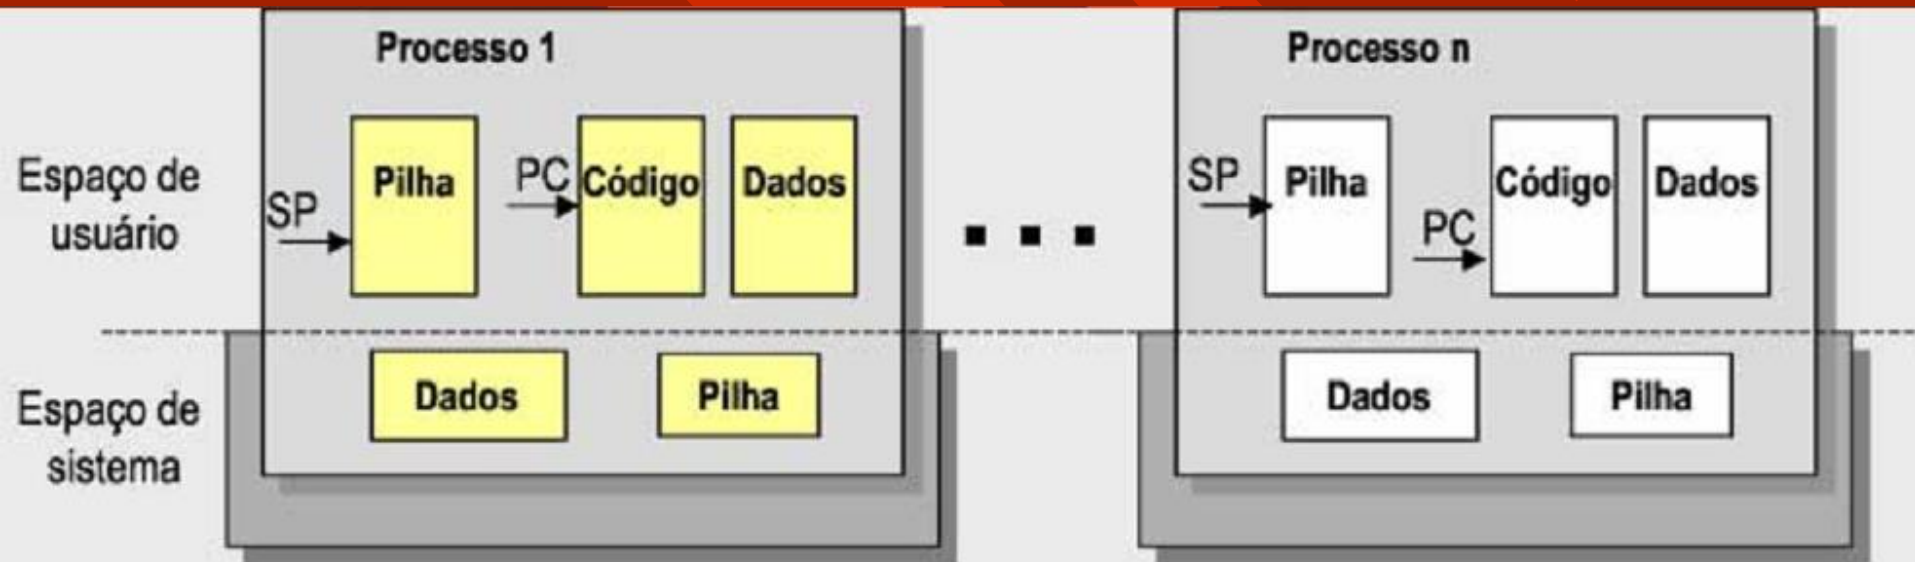 Processo 1
Processo n
Espaço de
usuário
SP
Pilha
PC
Código
Dados
SP
Pilha
PC
Código
Dados
Espaço de
sistema
Dados
Pilha
Dados
Pilha